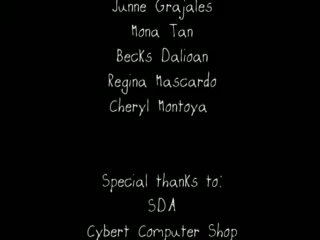 Junne Grajales
Mona Tan
Becks Dalioan
Regina Mascardo
Cheryl Montoya
Special thanks to:
SDA
Cybert Computer Shop